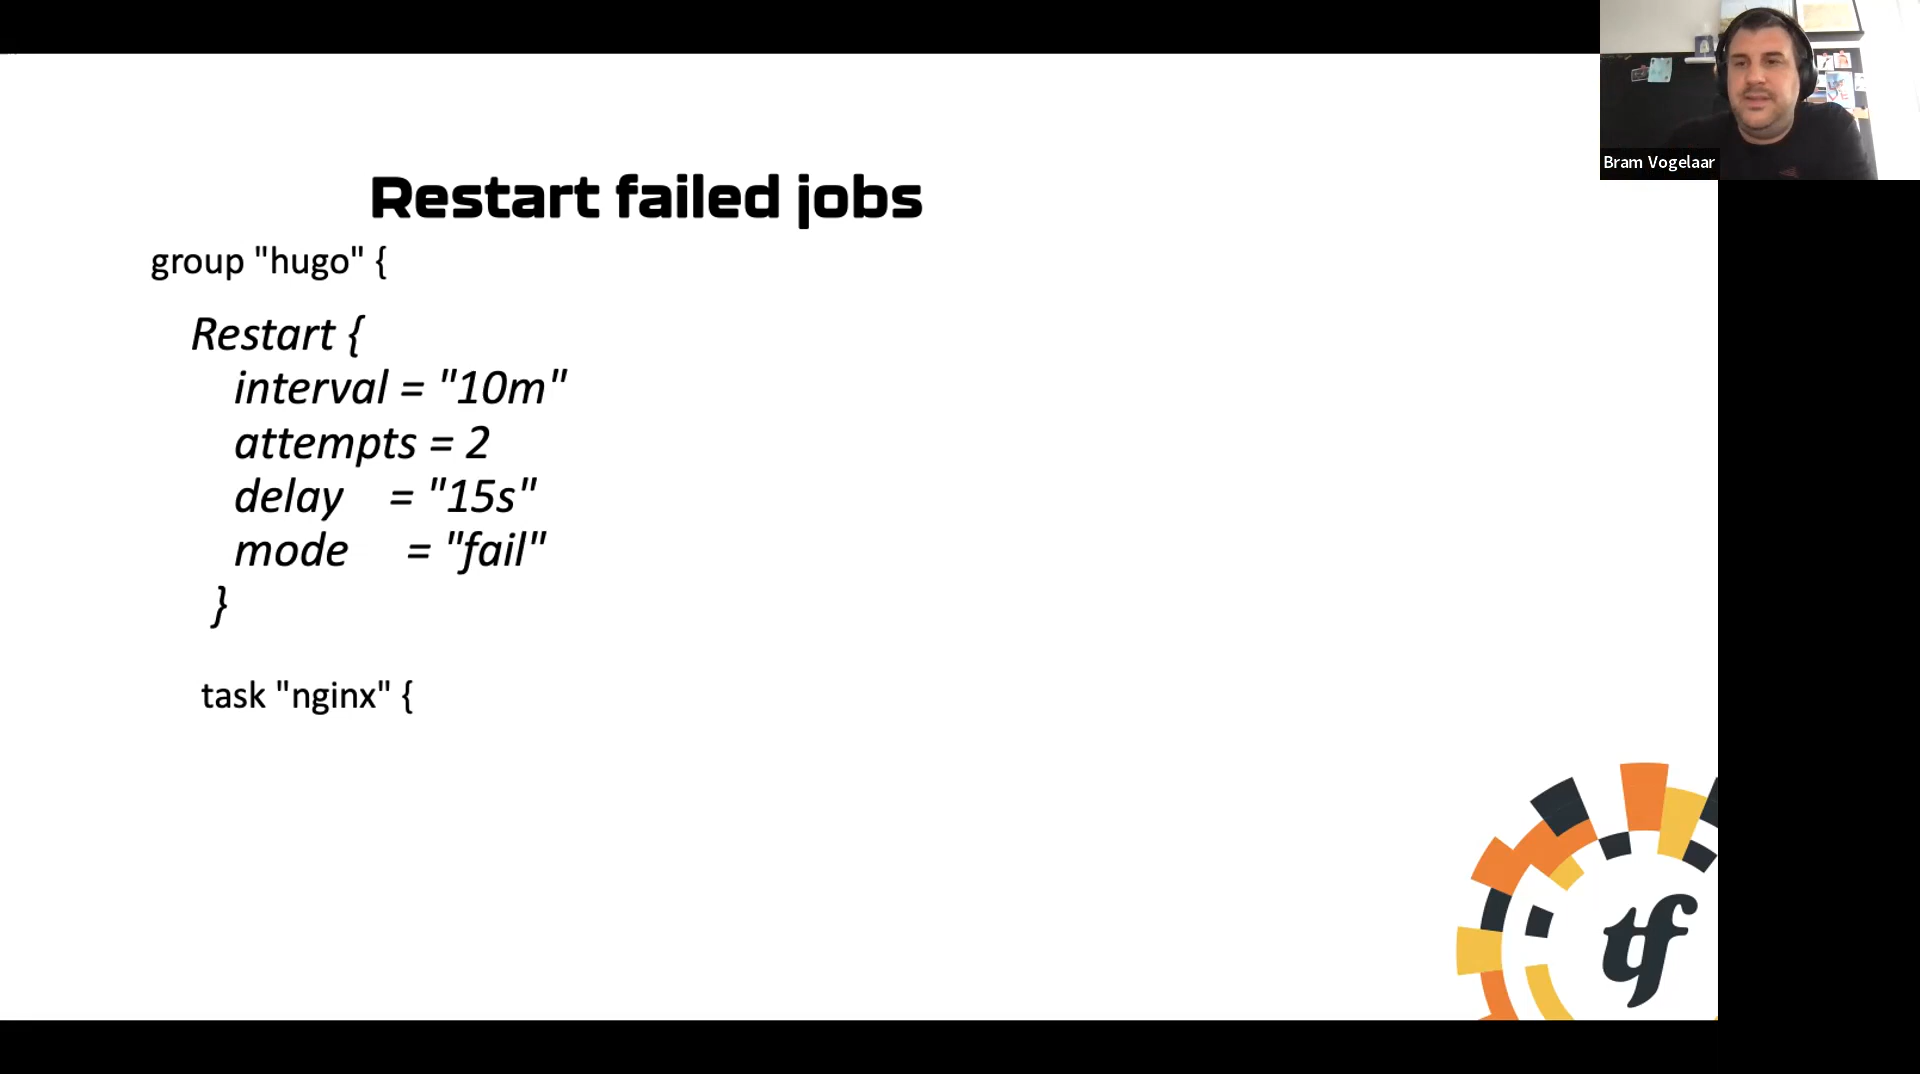 Restart failed jobs
group "hugo" {
Restart {
interval = "10m"
attempts = 2
delay = "15s"
mode = "fail"
}
task "nginx" {
Bram Vogelaar
tf